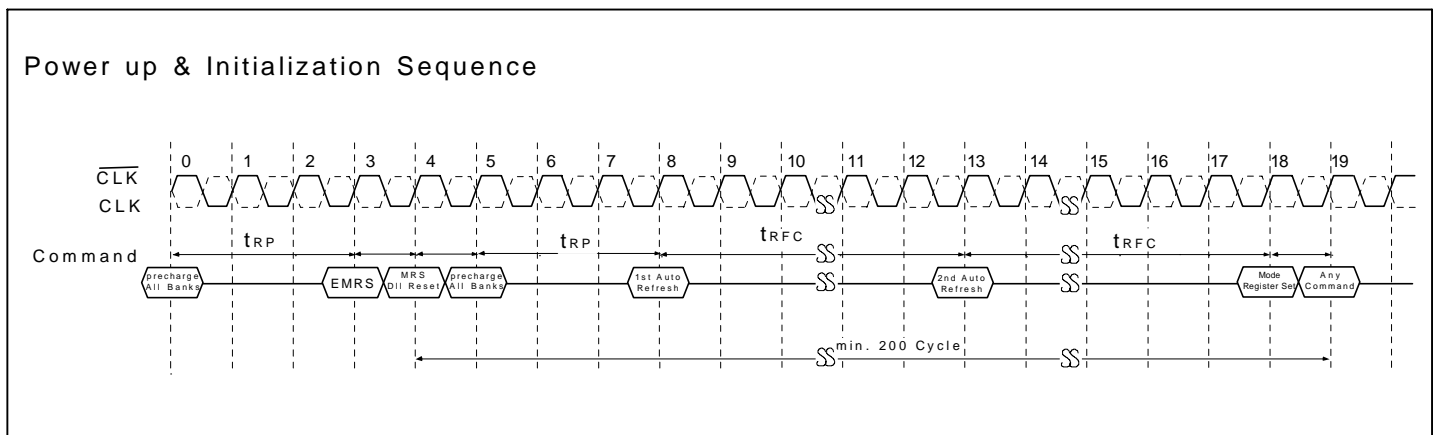 Power up & Initialization Sequence
0 1 2 3 4 5 6 7 8 9 10 11 12 13 14 15 16 17 18 19
CLK
CLK
tRP tRP tRFC tRFC
Command
precharge All Banks
EMRS
MRS Dll Reset
precharge All Banks
1st Auto Refresh
2nd Auto Refresh
Mode Register Set
Any Command
min. 200 Cycle